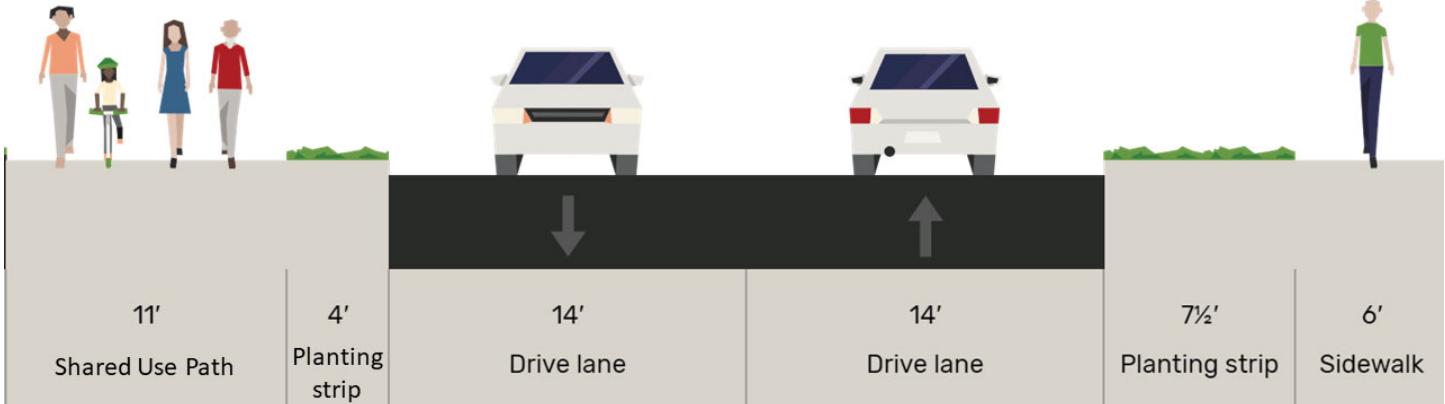 11′
Shared Use Path
4′
Planting
strip
14′
Drive lane
14′
Drive lane
7½′
Planting strip
6′
Sidewalk